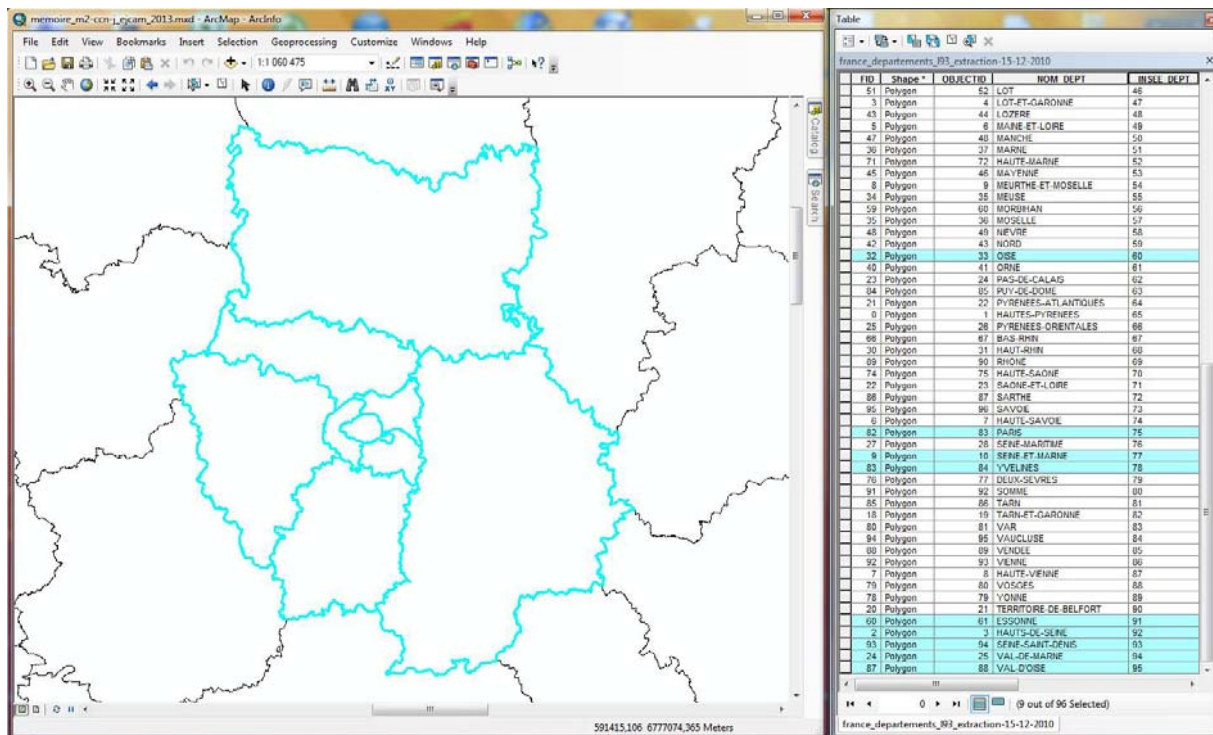 memoire_m2-ccn-j_ejcam_2013.mxd - ArcMap - ArcInfo
File Edit View Bookmarks Insert Selection Geoprocessing Customize Windows Help
1:1 060 475
Catalog
Search
591415,106 6777074,365 Meters
Table
france_departements_l93_extraction-15-12-2010
FID Shape * OBJECTID NOM_DEPT INSEE_DEPT
51 Polygon 52 LOT 46
3 Polygon 4 LOT-ET-GARONNE 47
43 Polygon 44 LOZERE 48
5 Polygon 6 MAINE-ET-LOIRE 49
47 Polygon 48 MANCHE 50
36 Polygon 37 MARNE 51
71 Polygon 72 HAUTE-MARNE 52
45 Polygon 46 MAYENNE 53
8 Polygon 9 MEURTHE-ET-MOSELLE 54
34 Polygon 35 MEUSE 55
59 Polygon 60 MORBIHAN 56
35 Polygon 36 MOSELLE 57
48 Polygon 49 NIEVRE 58
42 Polygon 43 NORD 59
32 Polygon 33 OISE 60
40 Polygon 41 ORNE 61
23 Polygon 24 PAS-DE-CALAIS 62
84 Polygon 85 PUY-DE-DOME 63
21 Polygon 22 PYRENEES-ATLANTIQUES 64
0 Polygon 1 HAUTES-PYRENEES 65
25 Polygon 26 PYRENEES-ORIENTALES 66
66 Polygon 67 BAS-RHIN 67
30 Polygon 31 HAUT-RHIN 68
89 Polygon 90 RHONE 69
74 Polygon 75 HAUTE-SAONE 70
22 Polygon 23 SAONE-ET-LOIRE 71
86 Polygon 87 SARTHE 72
95 Polygon 96 SAVOIE 73
6 Polygon 7 HAUTE-SAVOIE 74
82 Polygon 83 PARIS 75
27 Polygon 28 SEINE-MARITIME 76
9 Polygon 10 SEINE-ET-MARNE 77
83 Polygon 84 YVELINES 78
76 Polygon 77 DEUX-SEVRES 79
91 Polygon 92 SOMME 80
85 Polygon 86 TARN 81
18 Polygon 19 TARN-ET-GARONNE 82
80 Polygon 81 VAR 83
94 Polygon 95 VAUCLUSE 84
88 Polygon 89 VENDEE 85
92 Polygon 93 VIENNE 86
7 Polygon 8 HAUTE-VIENNE 87
79 Polygon 80 VOSGES 88
78 Polygon 79 YONNE 89
20 Polygon 21 TERRITOIRE-DE-BELFORT 90
60 Polygon 61 ESSONNE 91
2 Polygon 3 HAUTS-DE-SEINE 92
93 Polygon 94 SEINE-SAINT-DENIS 93
24 Polygon 25 VAL-DE-MARNE 94
87 Polygon 88 VAL-D'OISE 95
0 (9 out of 96 Selected)
france_departements_l93_extraction-15-12-2010